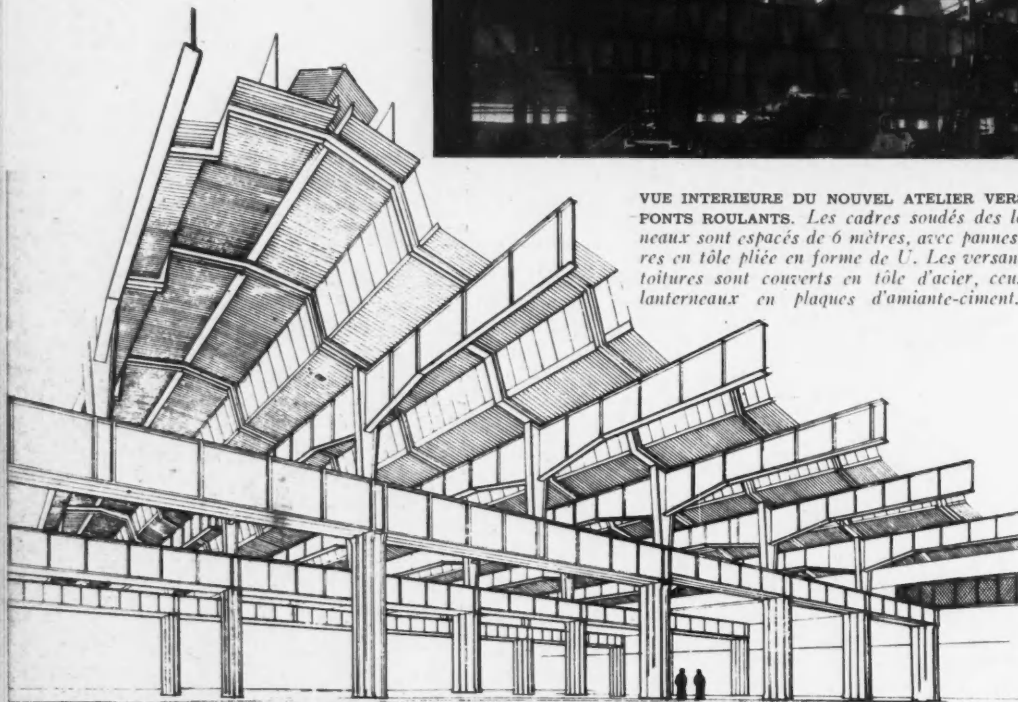 VUE INTERIEURE DU NOUVEL ATELIER VERS
PONTS ROULANTS. Les cadres soudés des
neaux sont espacés de 6 mètres, avec pannes
res en tôle pliée en forme de U. Les
toitures sont couverts en tôle d'acier,
lanterneaux en plaques d'amiante-ciment.